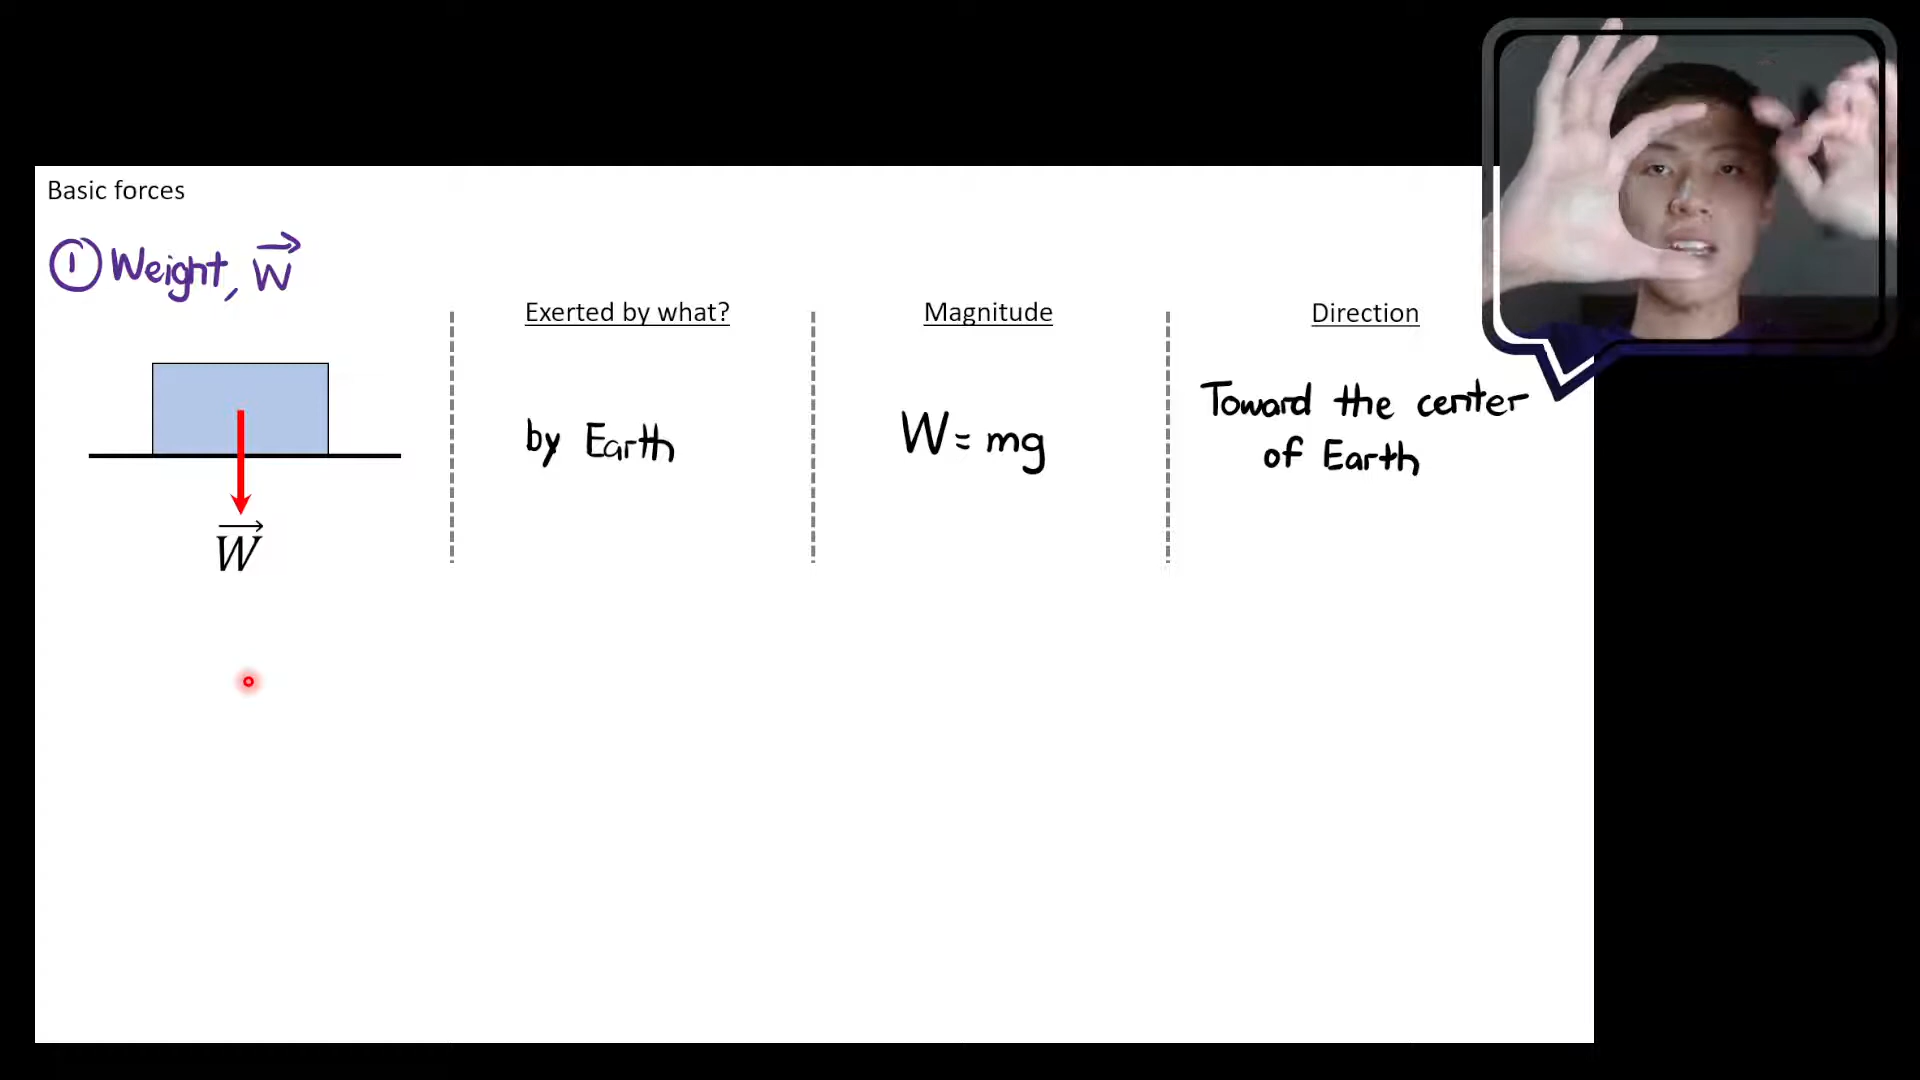 Basic forces
① Weight, W
Exerted by what?
Magnitude
Direction
by Earth
W = mg
Toward the center
of Earth
W